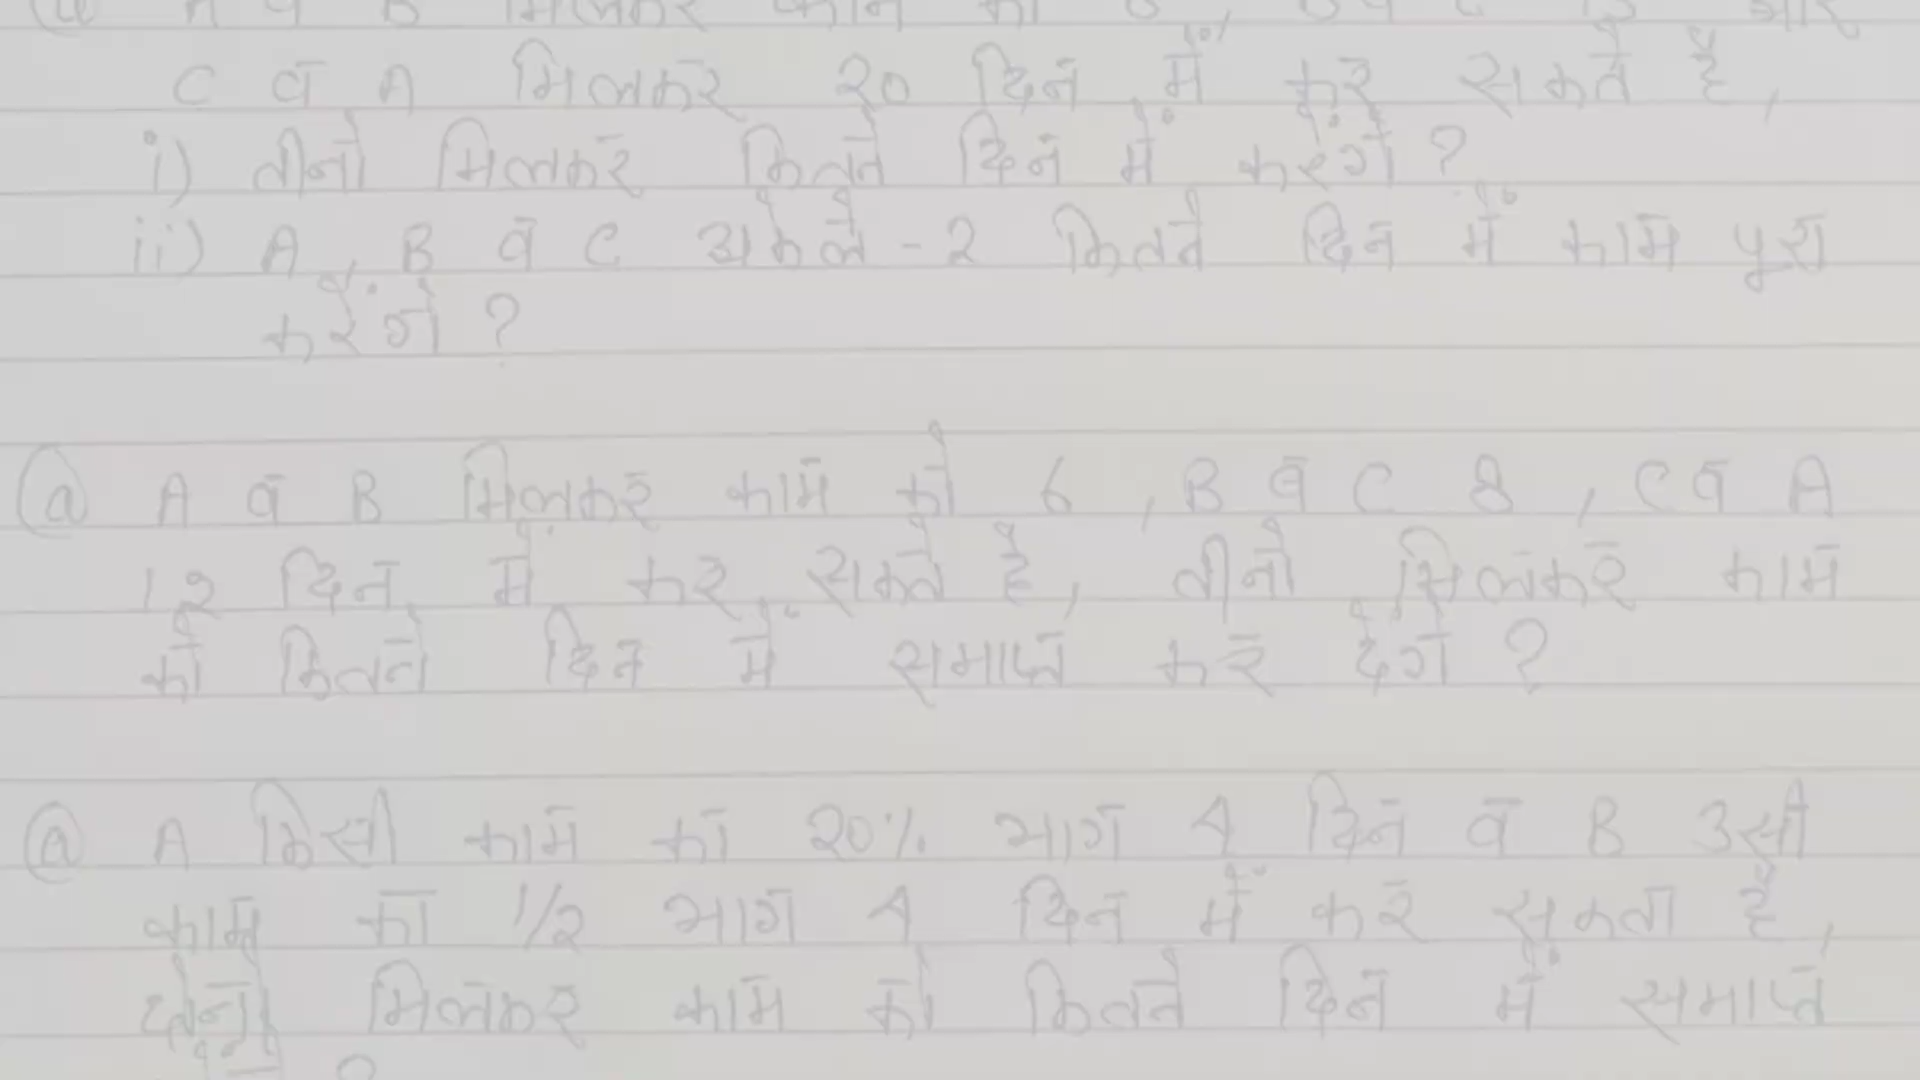 A व B मिलकर काम को
C व A मिलकर 20 दिन में कर सकते है,
i) तीनो मिलकर कितने दिन में करेंगे ?
ii) A, B व C अकेले-2 कितने दिन में काम पूरा
करेंगे ?
@ A व B मिलकर काम को 6, B व C 8, C व A
12 दिन में कर सकते है, तीनो मिलकर काम
को कितने दिन में समाप्त कर देगे ?
@ A किसी काम का 20% भाग 4 दिन व B उसी
काम का 1/2 भाग 4 दिन में कर सकता है,
दोनो मिलकर काम को कितने दिन में समाप्त